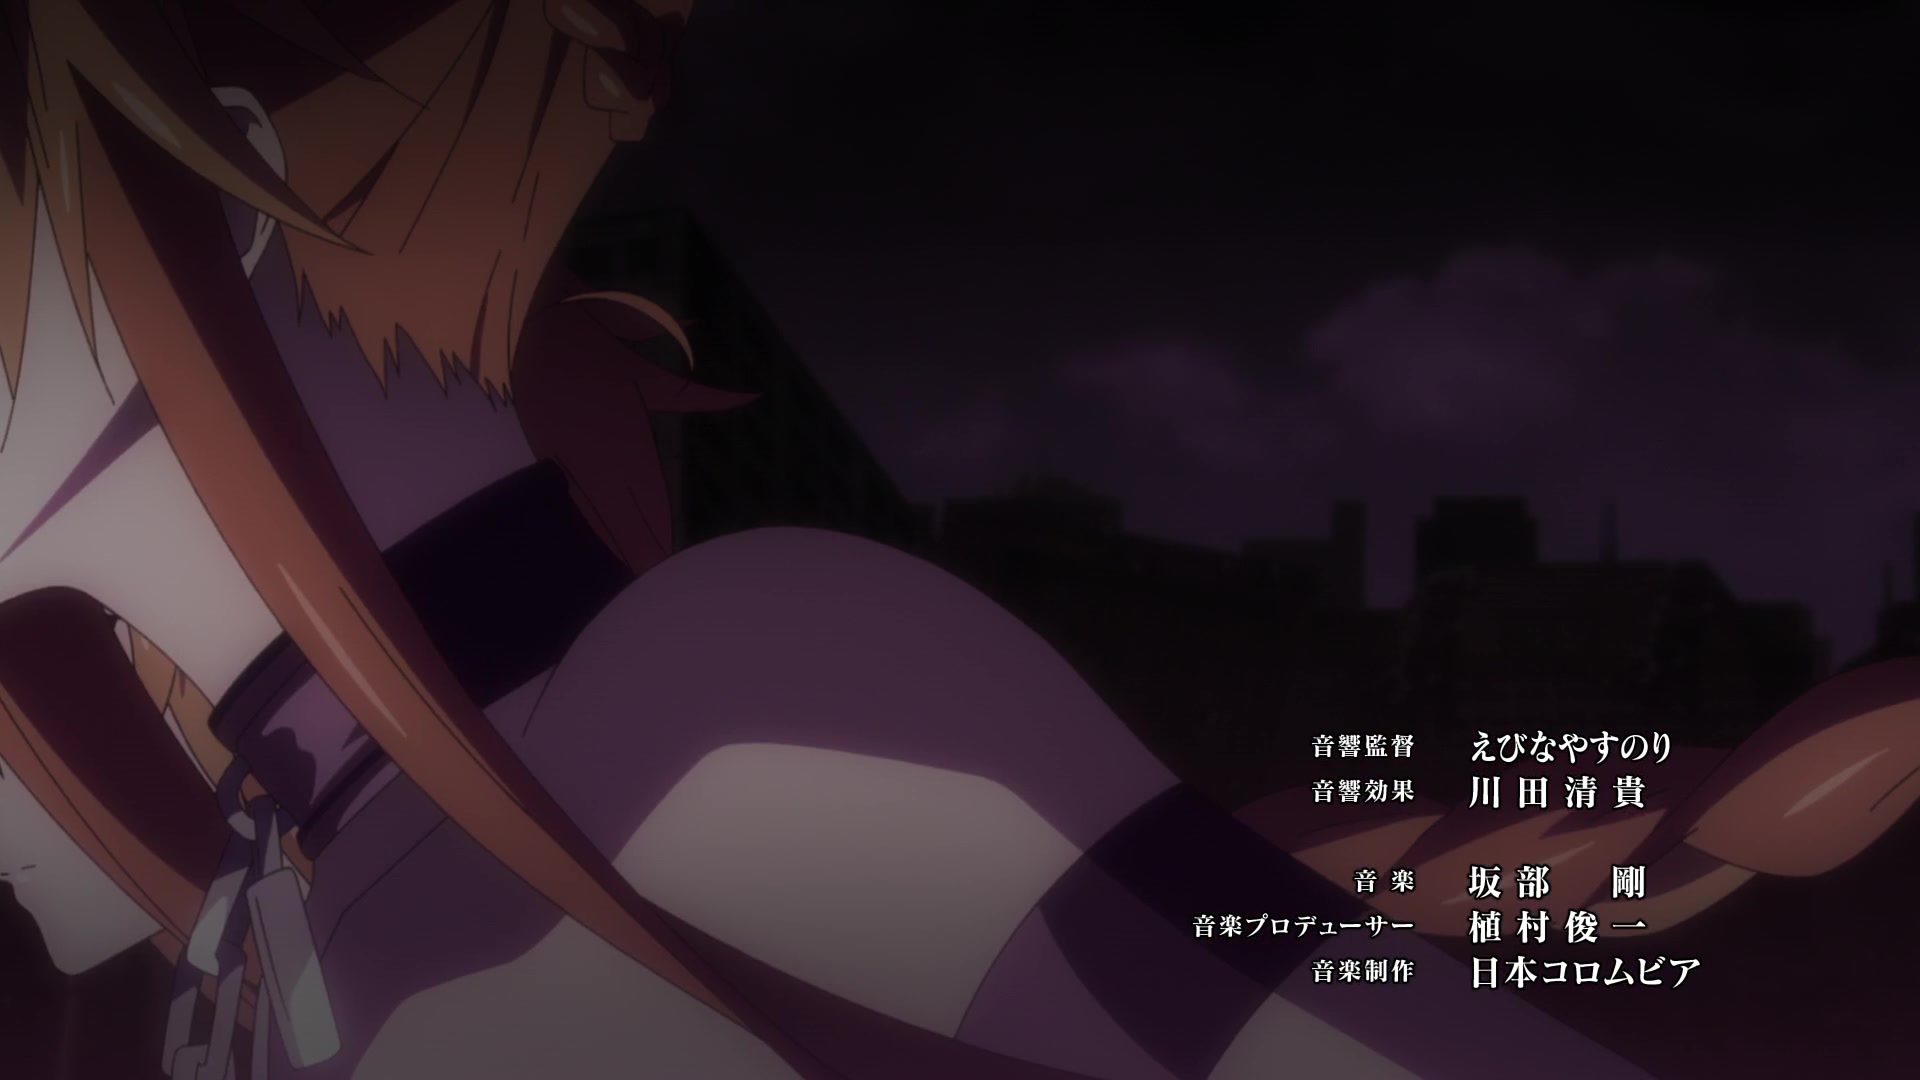 音響監督 えびなやすのり
音響効果 川田清貴
音楽 坂部 剛
音楽プロデューサー 植村俊一
音楽制作 日本コロムビア